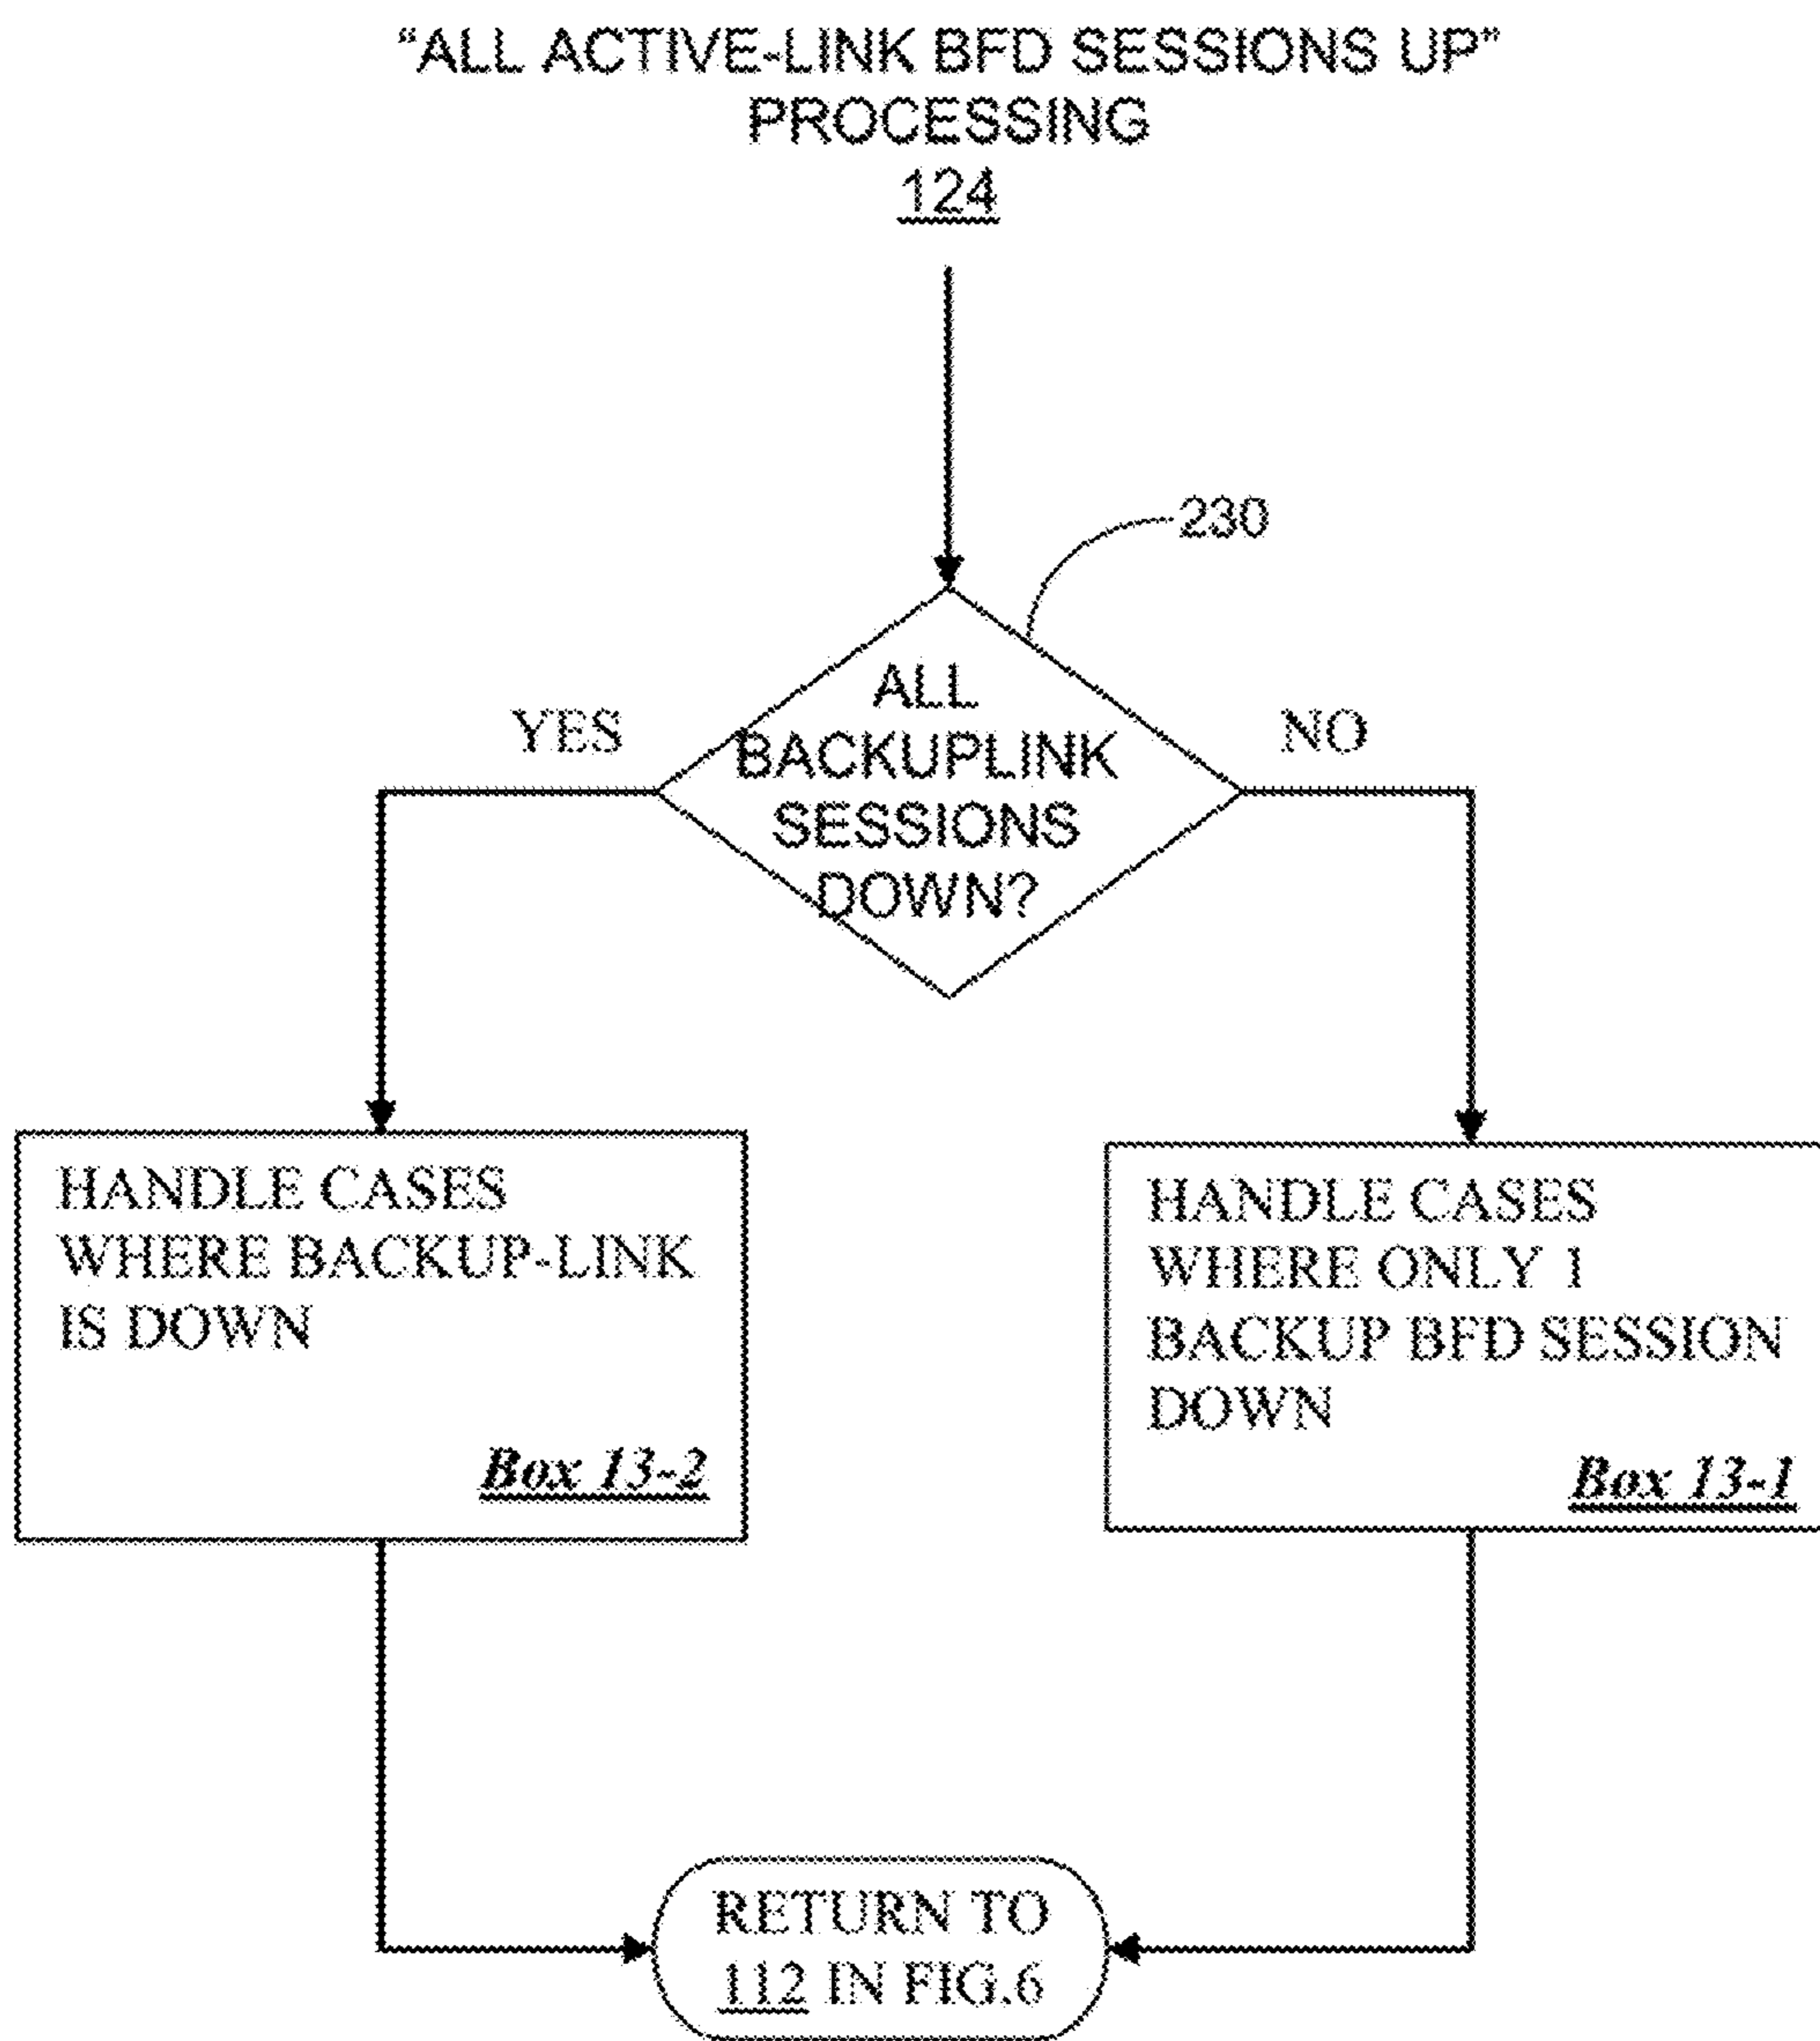 “ALL ACTIVE-LINK BFD SESSIONS UP”
PROCESSING
124
230
ALL
BACKUPLINK
SESSIONS
DOWN?
YES
NO
HANDLE CASES
WHERE BACKUP-LINK
IS DOWN
Box 13-2
HANDLE CASES
WHERE ONLY 1
BACKUP BFD SESSION
DOWN
Box 13-1
RETURN TO
112 IN FIG.6